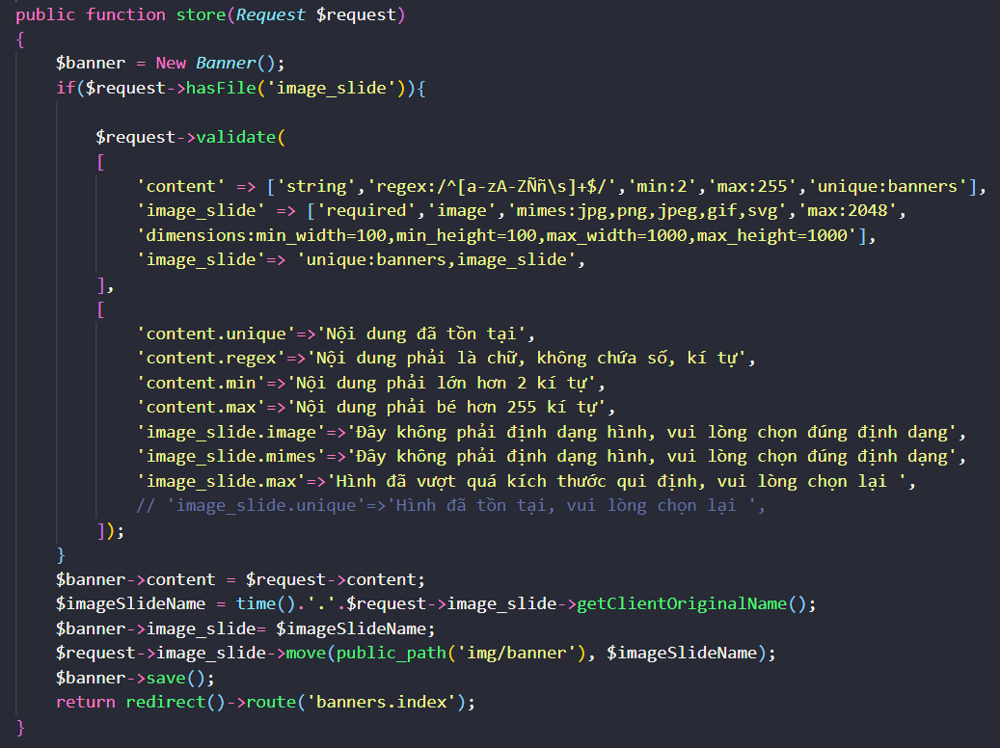 public function store(Request $request)
{
    $banner = New Banner();
    if($request->hasFile('image_slide')){

        $request->validate(
        [
            'content' => ['string','regex:/^[a-zA-ZÑñ\s]+$/','min:2','max:255','unique:banners'],
            'image_slide' => ['required','image','mimes:jpg,png,jpeg,gif,svg','max:2048',
            'dimensions:min_width=100,min_height=100,max_width=1000,max_height=1000'],
            'image_slide'=> 'unique:banners,image_slide',
        ],
        [
            'content.unique'=>'Nội dung đã tồn tại',
            'content.regex'=>'Nội dung phải là chữ, không chứa số, kí tự',
            'content.min'=>'Nội dung phải lớn hơn 2 kí tự',
            'content.max'=>'Nội dung phải bé hơn 255 kí tự',
            'image_slide.image'=>'Đây không phải định dạng hình, vui lòng chọn đúng định dạng',
            'image_slide.mimes'=>'Đây không phải định dạng hình, vui lòng chọn đúng định dạng',
            'image_slide.max'=>'Hình đã vượt quá kích thước qui định, vui lòng chọn lại ',
            // 'image_slide.unique'=>'Hình đã tồn tại, vui lòng chọn lại ',
        ]);
    }
    $banner->content = $request->content;
    $imageSlideName = time().'.'.$request->image_slide->getClientOriginalName();
    $banner->image_slide= $imageSlideName;
    $request->image_slide->move(public_path('img/banner'), $imageSlideName);
    $banner->save();
    return redirect()->route('banners.index');
}